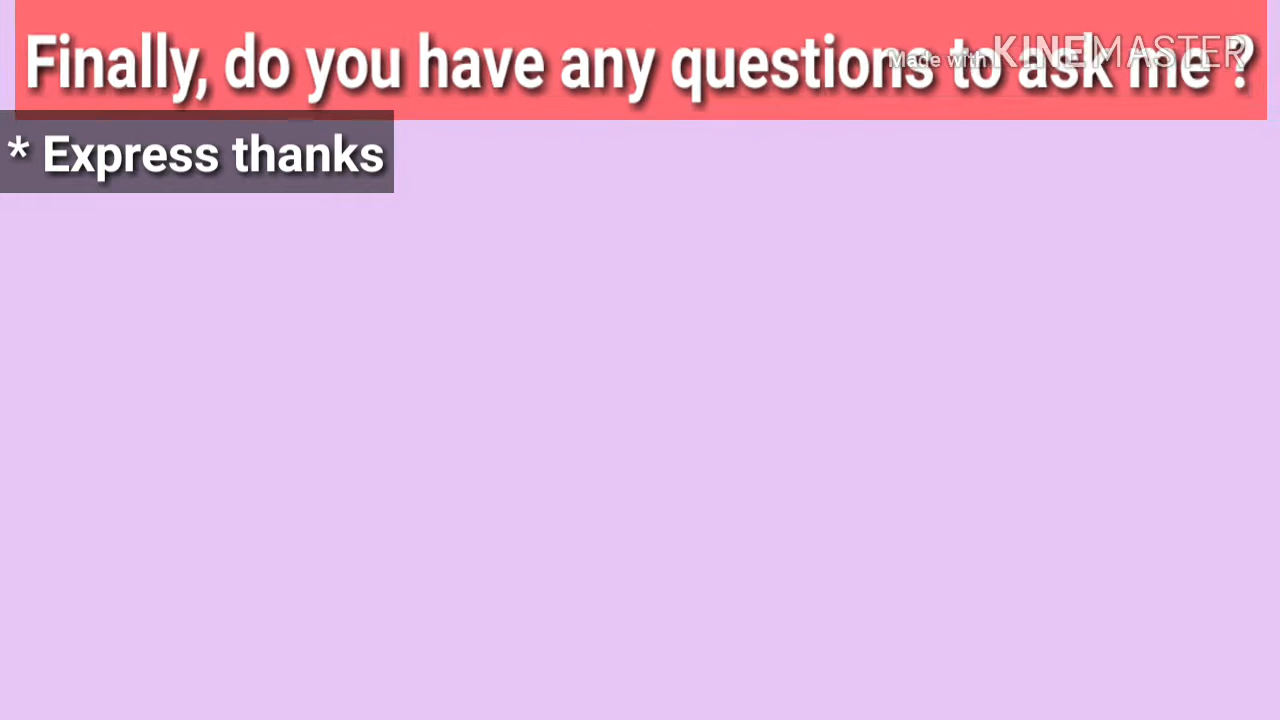 Finally, do you have any questions to ask me ?
Made with KINEMASTER
* Express thanks